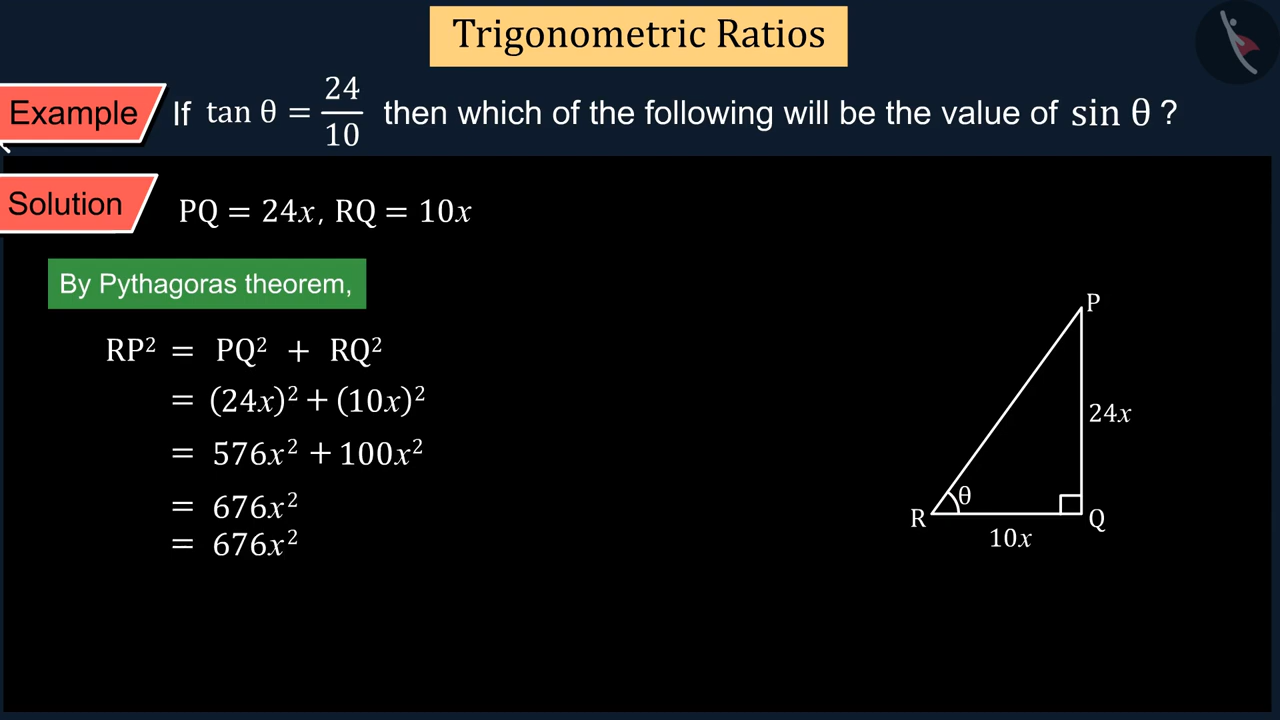 Trigonometric Ratios
Example If tan θ = 24/10 then which of the following will be the value of sin θ ?
Solution PQ = 24x, RQ = 10x
By Pythagoras theorem,
RP² = PQ² + RQ²
= (24x)² + (10x)²
= 576x² + 100x²
= 676x²
= 676x²
P
24x
θ
R
Q
10x